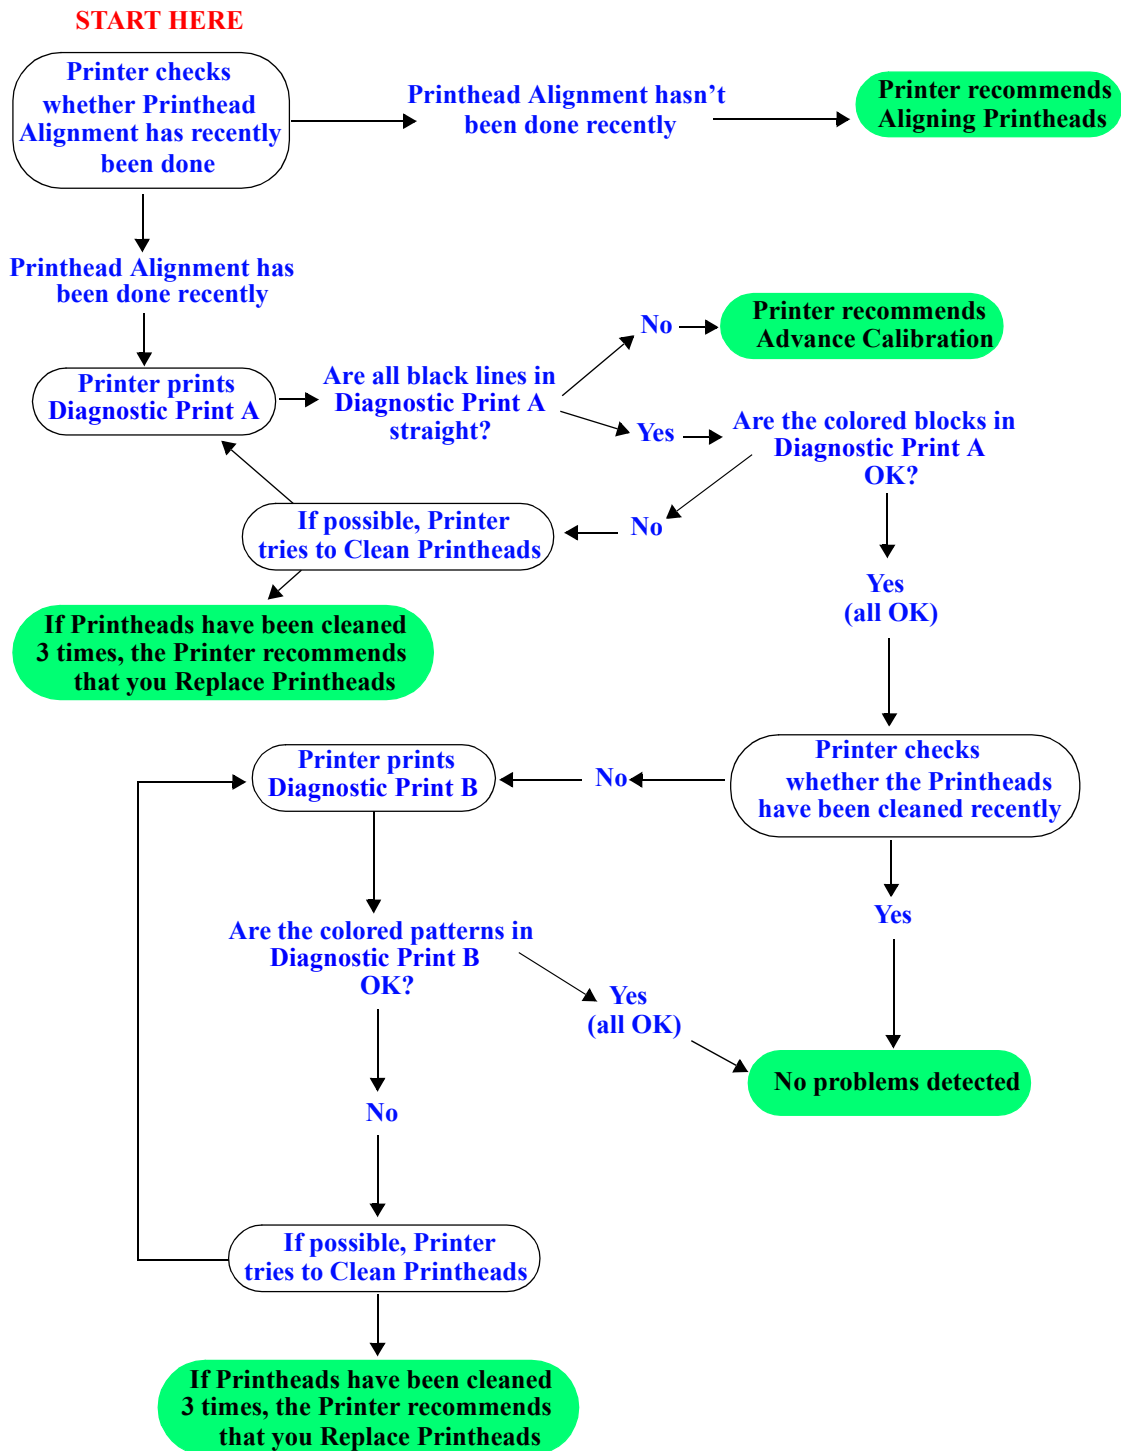 START HERE
Printer checks
whether Printhead
Alignment has recently
been done
Printhead Alignment hasn't
been done recently
Printer recommends
Aligning Printheads
Printhead Alignment has
been done recently
Printer prints
Diagnostic Print A
Are all black lines in
Diagnostic Print A
straight?
No
Printer recommends
Advance Calibration
Yes
Are the colored blocks in
Diagnostic Print A
OK?
No
If possible, Printer
tries to Clean Printheads
If Printheads have been cleaned
3 times, the Printer recommends
that you Replace Printheads
Yes
(all OK)
Printer checks
whether the Printheads
have been cleaned recently
No
Printer prints
Diagnostic Print B
Yes
Are the colored patterns in
Diagnostic Print B
OK?
Yes
(all OK)
No problems detected
No
If possible, Printer
tries to Clean Printheads
If Printheads have been cleaned
3 times, the Printer recommends
that you Replace Printheads